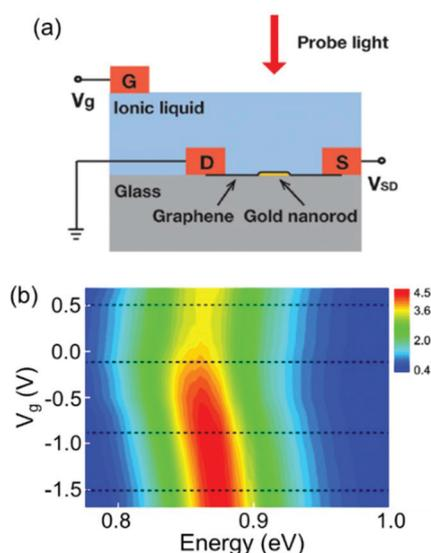 (a)
Probe light
G
Vg
Ionic liquid
D
S
VSD
Glass
Graphene
Gold nanorod
(b)
0.5
0.0
-0.5
-1.0
-1.5
Vg (V)
4.5
3.6
2.0
0.4
0.8
0.9
1.0
Energy (eV)